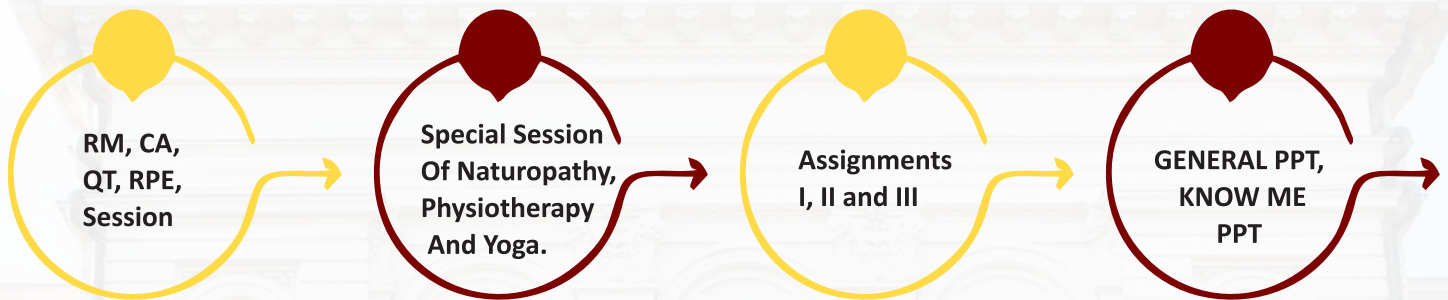 RM, CA,
QT, RPE,
Session
Special Session
Of Naturopathy,
Physiotherapy
And Yoga.
Assignments
I, II and III
GENERAL PPT,
KNOW ME
PPT